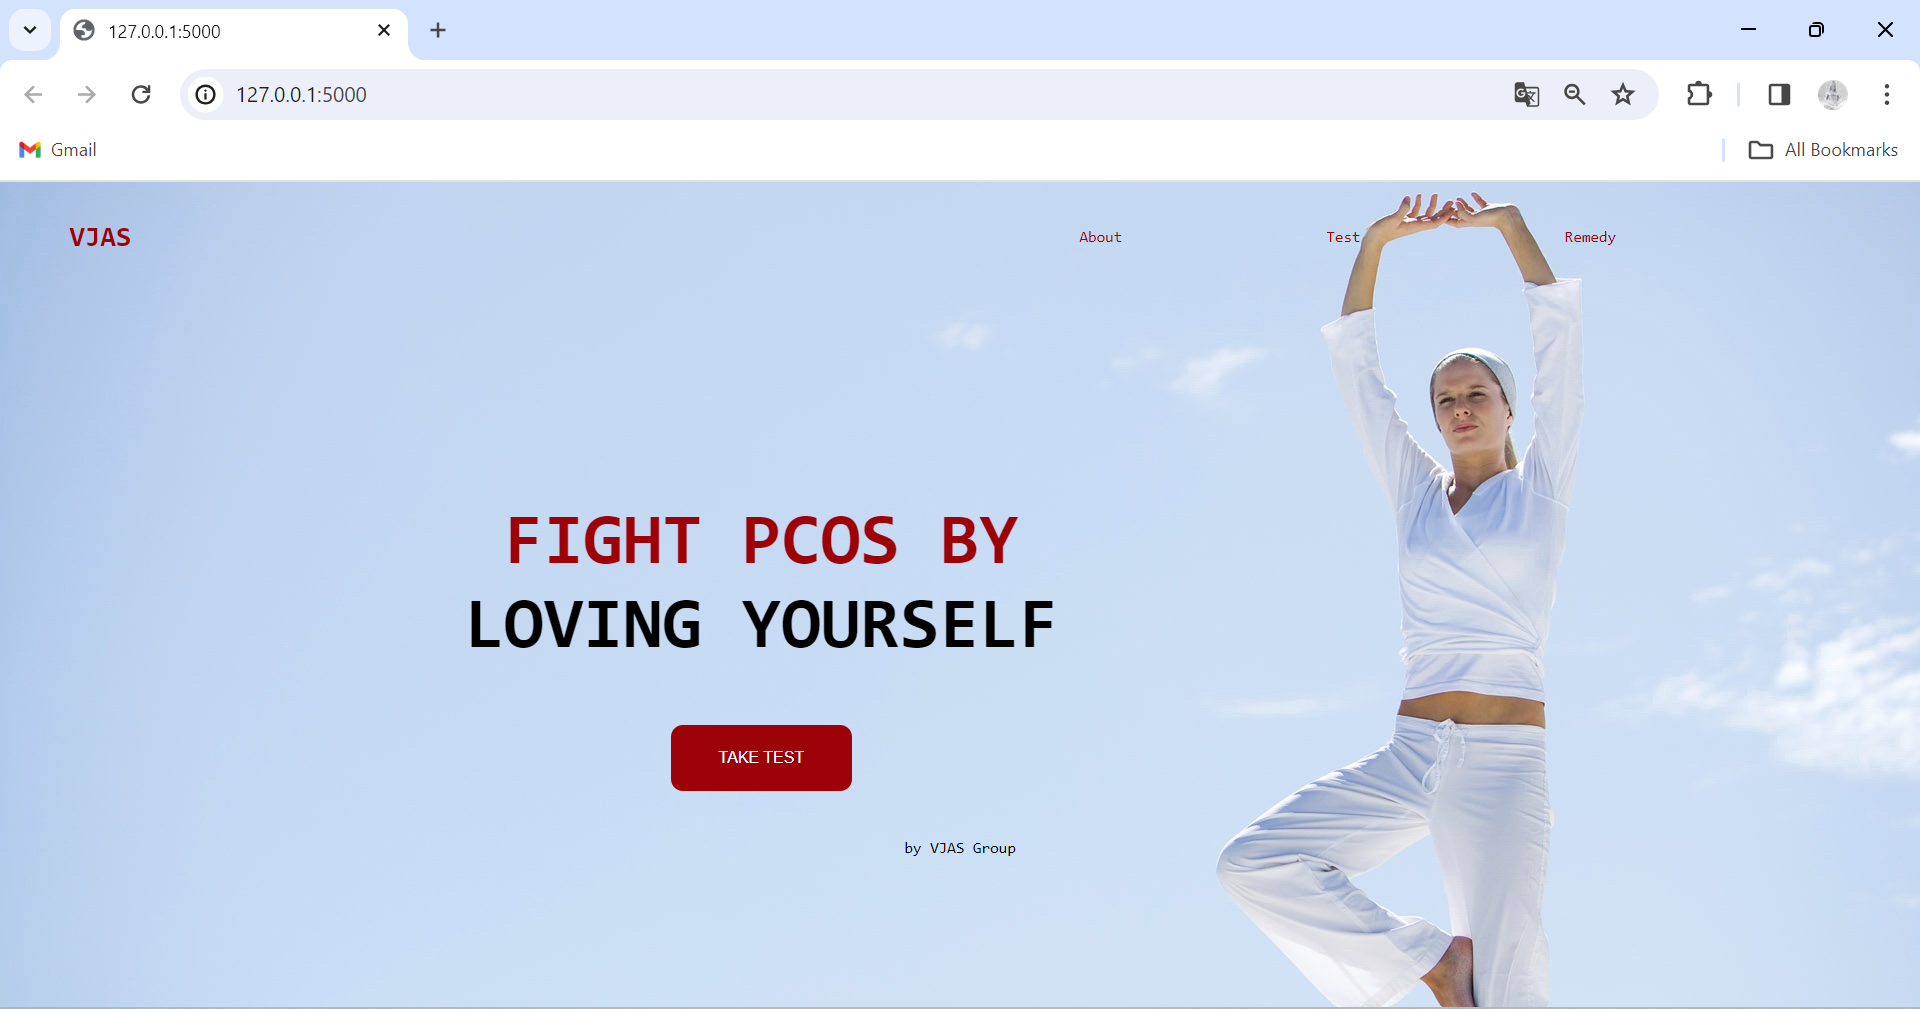 127.0.0.1:5000
127.0.0.1:5000
Gmail
All Bookmarks
VJAS
About
Test
Remedy
FIGHT PCOS BY
LOVING YOURSELF
TAKE TEST
by VJAS Group